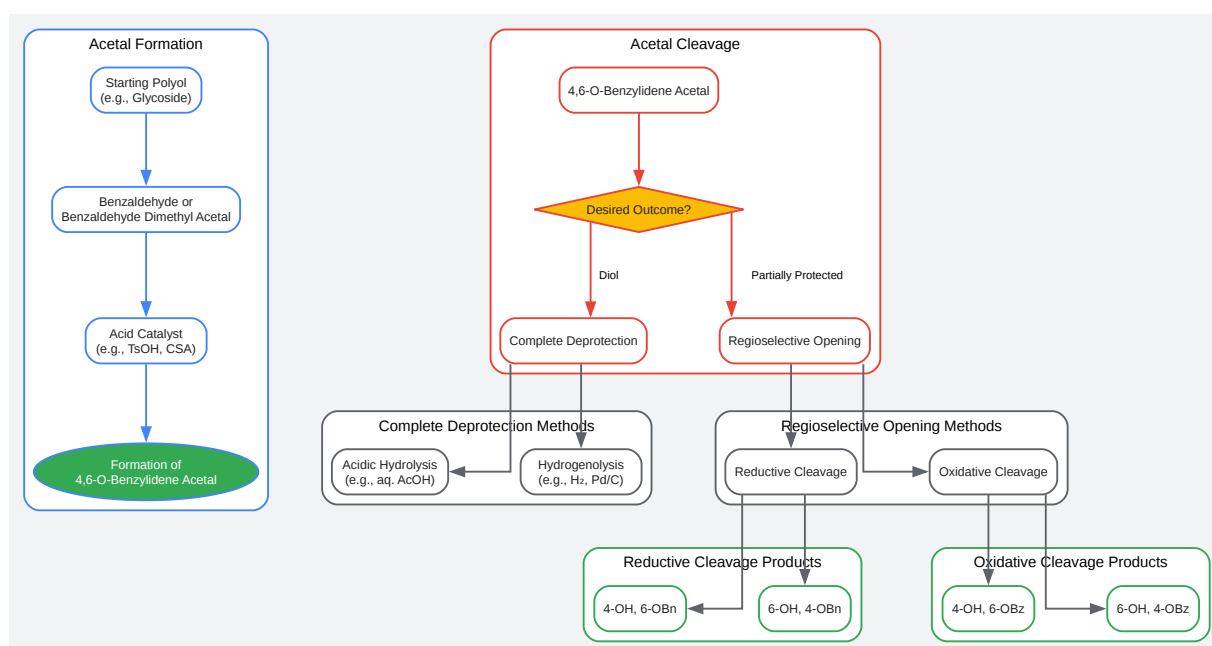 Acetal Formation
Starting Polyol
(e.g., Glycoside)
Benzaldehyde or
Benzaldehyde Dimethyl Acetal
Acid Catalyst
(e.g., TsOH, CSA)
Formation of
4,6-O-Benzylidene Acetal
Acetal Cleavage
4,6-O-Benzylidene Acetal
Desired Outcome?
Diol
Partially Protected
Complete Deprotection
Regioselective Opening
Complete Deprotection Methods
Acidic Hydrolysis
(e.g., aq. AcOH)
Hydrogenolysis
(e.g., H₂, Pd/C)
Regioselective Opening Methods
Reductive Cleavage
Oxidative Cleavage
Reductive Cleavage Products
4-OH, 6-OBn
6-OH, 4-OBn
Oxidative Cleavage Products
4-OH, 6-OBz
6-OH, 4-OBz